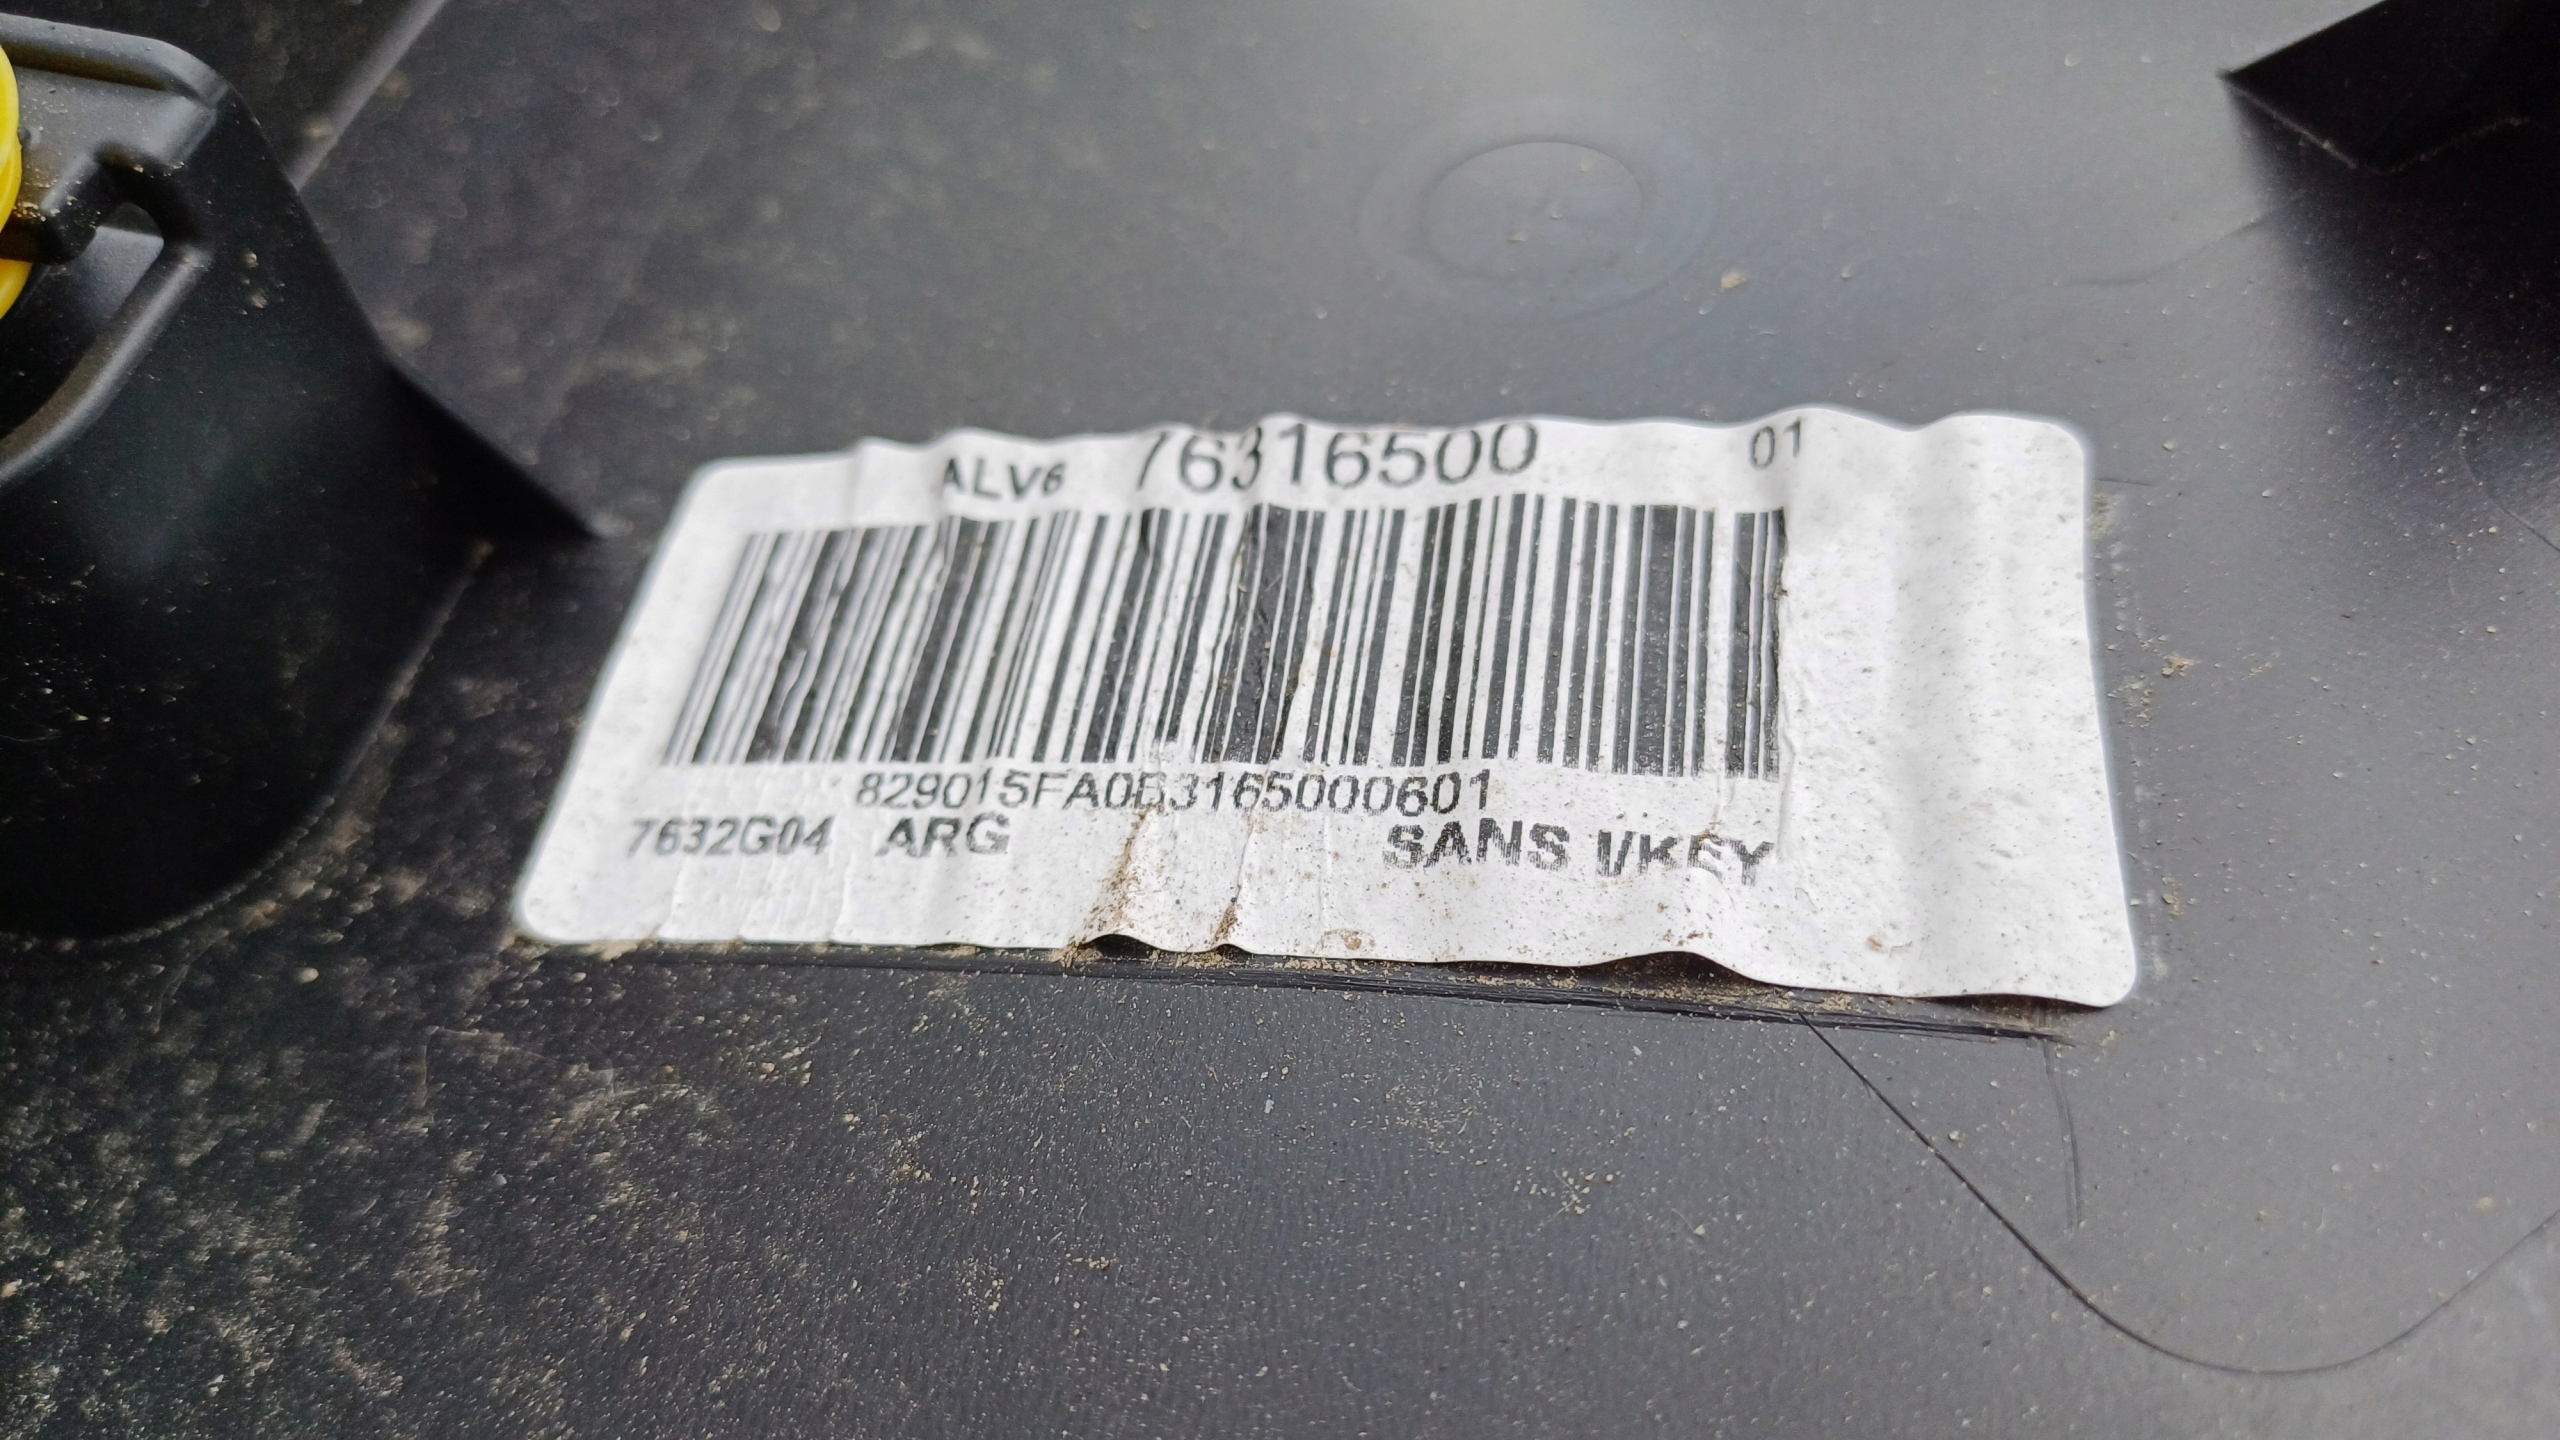 ALV6 76316500 01
829015FA0B3165000601
7632G04 ARG SANS I/KEY